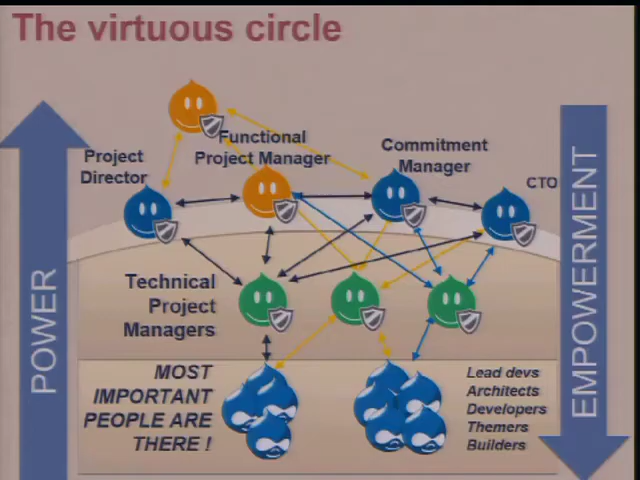 The virtuous circle
Functional
Project Manager
Project
Director
Commitment
Manager
CTO
POWER
EMPOWERMENT
Technical
Project
Managers
MOST
IMPORTANT
PEOPLE ARE
THERE !
Lead devs
Architects
Developers
Themers
Builders